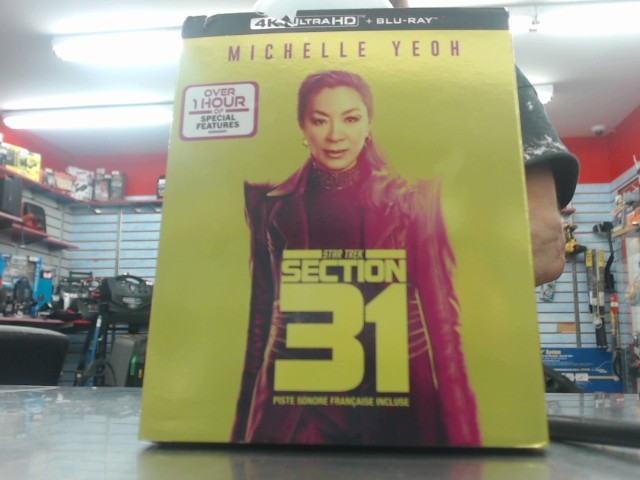 4K ULTRA HD + BLU-RAY
MICHELLE YEOH
OVER
1 HOUR
OF
SPECIAL
FEATURES
STAR TREK
SECTION
31
PISTE SONORE FRANÇAISE INCLUSE